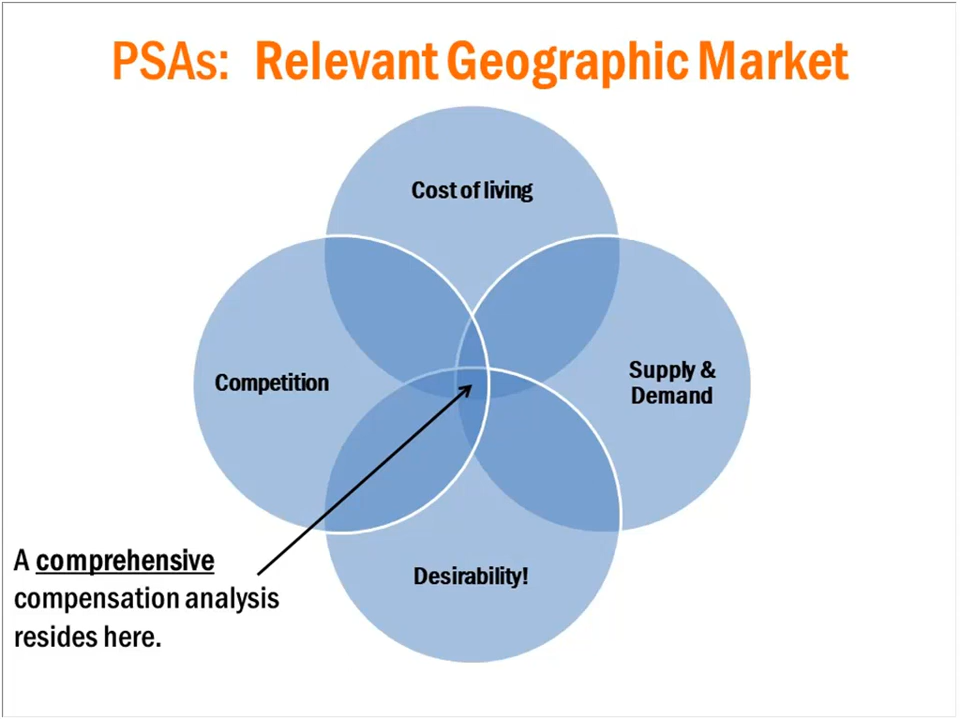 PSAs: Relevant Geographic Market
Cost of living
Competition
Supply &
Demand
Desirability!
A comprehensive
compensation analysis
resides here.